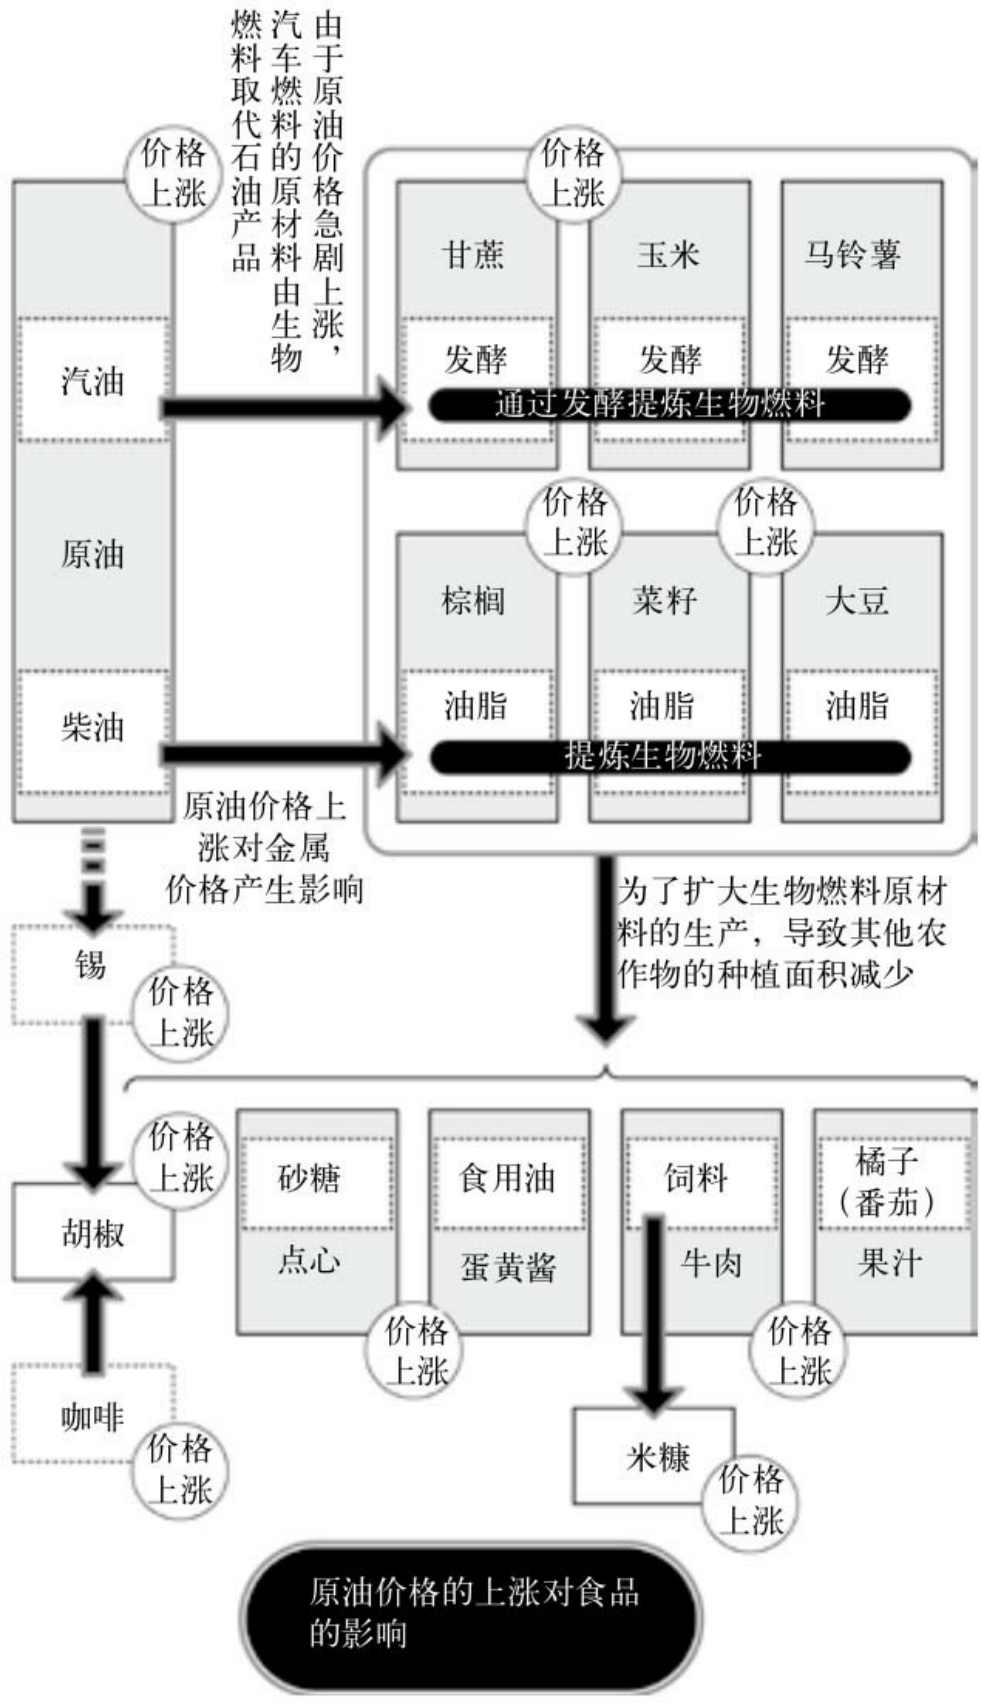 由于原油价格急剧上涨，
汽车燃料的原材料由生物
燃料取代石油产品
价格
上涨
价格
上涨
甘蔗
玉米
马铃薯
汽油
发酵
发酵
发酵
通过发酵提炼生物燃料
价格
上涨
价格
上涨
原油
棕榈
菜籽
大豆
柴油
油脂
油脂
油脂
提炼生物燃料
原油价格上
涨对金属
价格产生影响
为了扩大生物燃料原材
料的生产，导致其他农
作物的种植面积减少
锡
价格
上涨
价格
上涨
胡椒
砂糖
点心
食用油
蛋黄酱
饲料
牛肉
橘子
（番茄）
果汁
价格
上涨
价格
上涨
咖啡
价格
上涨
米糠
价格
上涨
原油价格的上涨对食品
的影响